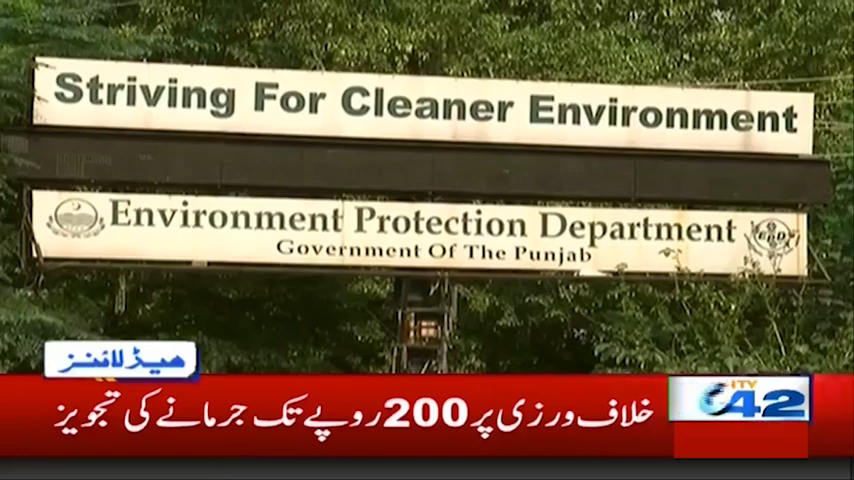 Striving For Cleaner Environment
Environment Protection Department
Government Of The Punjab
EPD
ہیڈلائنز
خلاف ورزی پر 200 روپے تک جرمانے کی تجویز
42